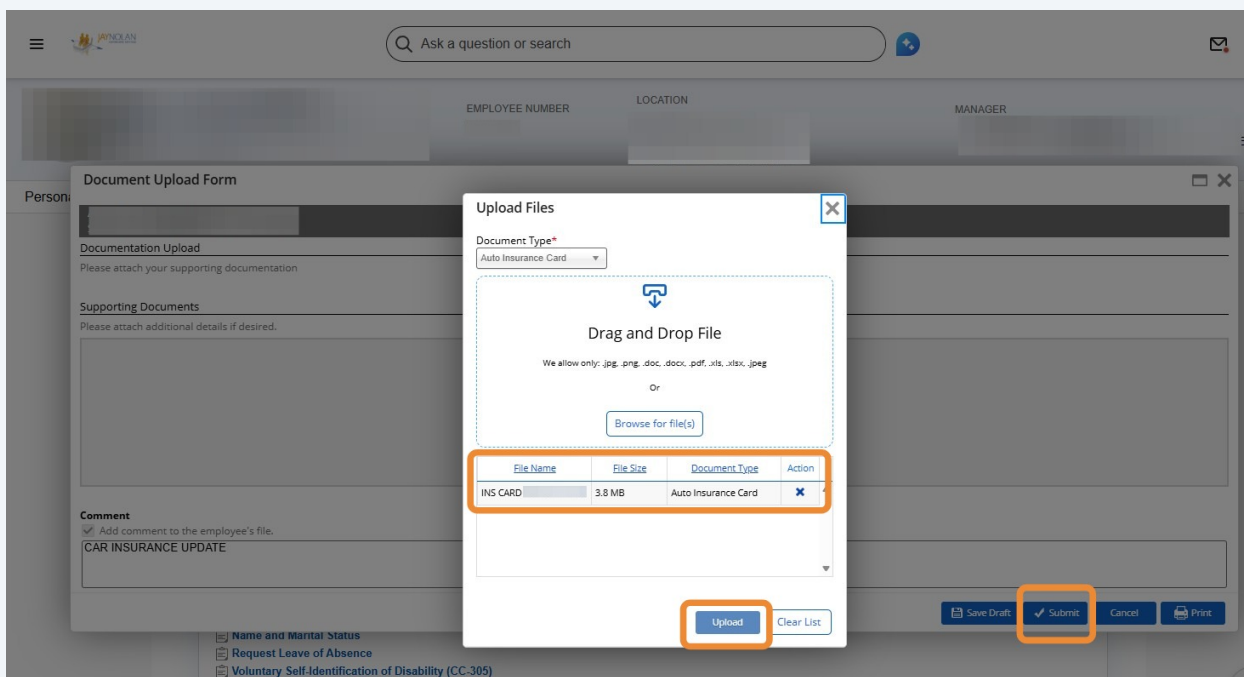 JAYNOLAN
Ask a question or search
EMPLOYEE NUMBER
LOCATION
MANAGER
Document Upload Form
Persona
Documentation Upload
Please attach your supporting documentation
Supporting Documents
Please attach additional details if desired.
Upload Files
Document Type*
Auto Insurance Card
Drag and Drop File
We allow only: .jpg, .png, .doc, .docx, .pdf, .xls, .xlsx, .jpeg
Or
Browse for file(s)
File Name File Size Document Type Action
INS CARD 3.8 MB Auto Insurance Card
Comment
Add comment to the employee's file.
CAR INSURANCE UPDATE
Upload Clear List
Save Draft Submit Cancel Print
Name and Marital Status
Request Leave of Absence
Voluntary Self-Identification of Disability (CC-305)